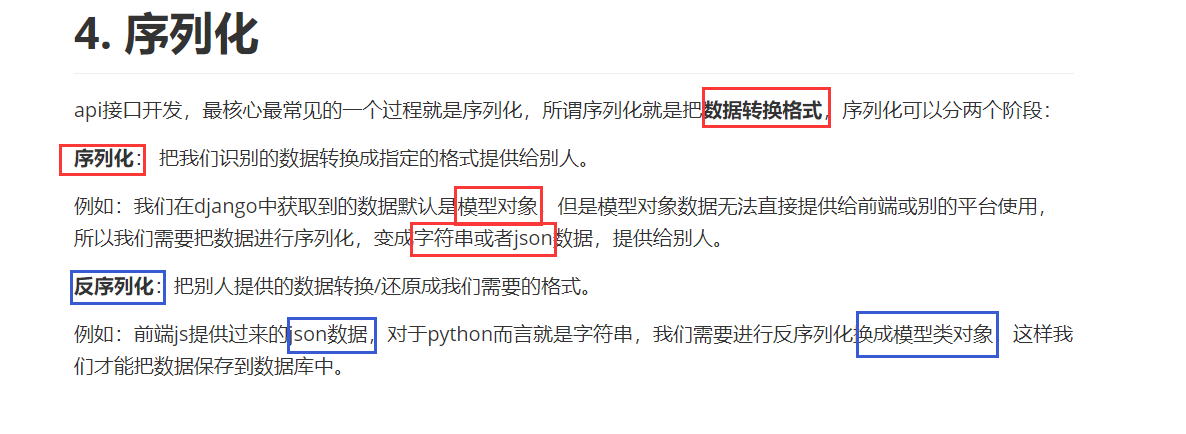 4. 序列化
api接口开发，最核心最常见的一个过程就是序列化，所谓序列化就是把数据转换格式，序列化可以分两个阶段：
序列化： 把我们识别的数据转换成指定的格式提供给别人。
例如：我们在django中获取到的数据默认是模型对象，但是模型对象数据无法直接提供给前端或别的平台使用，
所以我们需要把数据进行序列化，变成字符串或者json数据，提供给别人。
反序列化：把别人提供的数据转换/还原成我们需要的格式。
例如：前端js提供过来的json数据，对于python而言就是字符串，我们需要进行反序列化换成模型类对象，这样我
们才能把数据保存到数据库中。